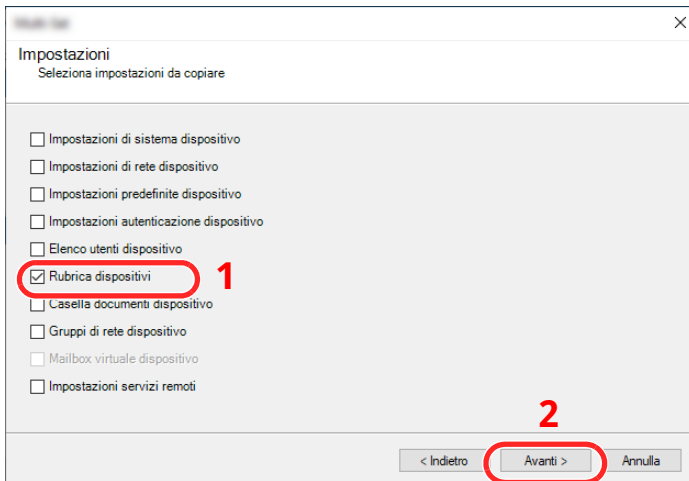 Impostazioni
Seleziona impostazioni da copiare
Impostazioni di sistema dispositivo
Impostazioni di rete dispositivo
Impostazioni predefinite dispositivo
Impostazioni autenticazione dispositivo
Elenco utenti dispositivo
Rubrica dispositivi 1
Casella documenti dispositivo
Gruppi di rete dispositivo
Mailbox virtuale dispositivo
Impostazioni servizi remoti
2
< Indietro Avanti > Annulla